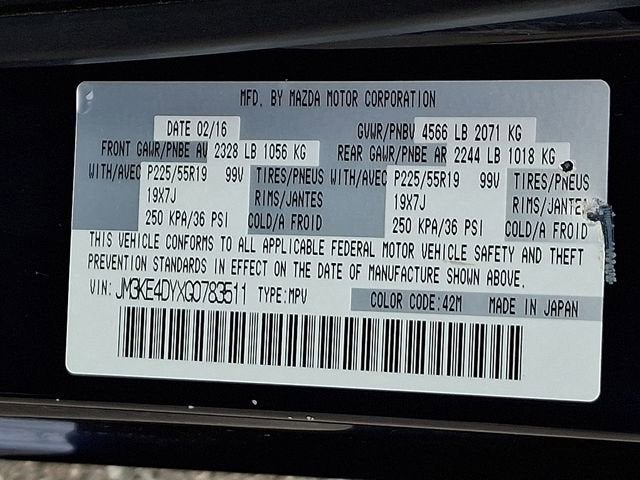 MFD. BY MAZDA MOTOR CORPORATION
DATE 02/16 GVWR/PNBV 4566 LB 2071 KG
FRONT GAWR/PNBE AV 2328 LB 1056 KG REAR GAWR/PNBE AR 2244 LB 1018 KG
WITH/AVEC P225/55R19 99V TIRES/PNEUS WITH/AVEC P225/55R19 99V TIRES/PNEUS
19X7J RIMS/JANTES 19X7J RIMS/JANTES
250 KPA/36 PSI COLD/A FROID 250 KPA/36 PSI COLD/A FROID
THIS VEHICLE CONFORMS TO ALL APPLICABLE FEDERAL MOTOR VEHICLE SAFETY AND THEFT
PREVENTION STANDARDS IN EFFECT ON THE DATE OF MANUFACTURE SHOWN ABOVE.
VIN: JM3KE4DYXG0783511 TYPE:MPV COLOR CODE:42M MADE IN JAPAN